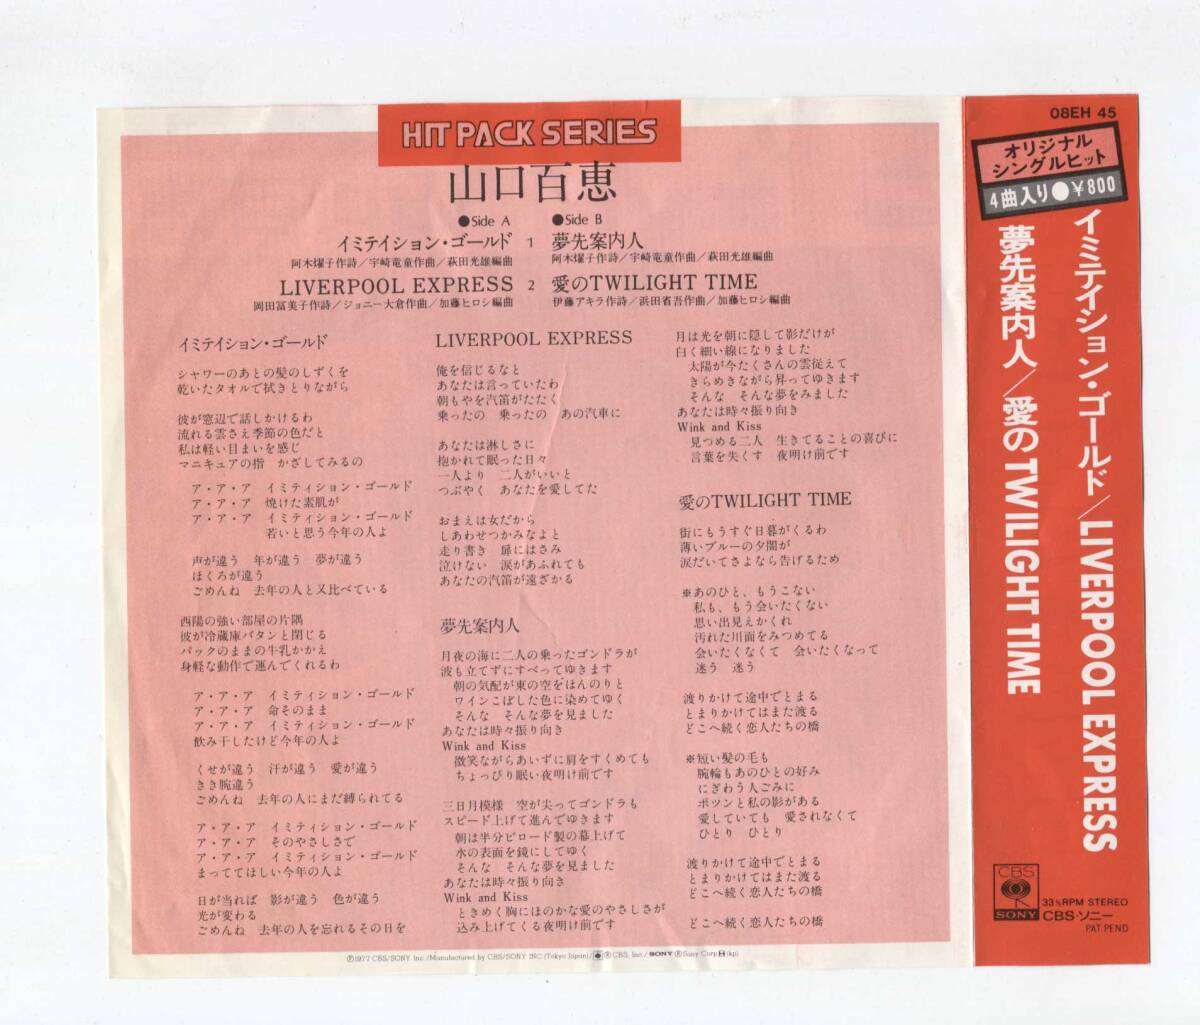 HIT PACK SERIES
山口百恵
●Side A
イミテイション・ゴールド 1
阿木燿子作詩／宇崎竜童作曲／萩田光雄編曲
LIVERPOOL EXPRESS 2
岡田冨美子作詩／ジョニー大倉作曲／加藤ヒロシ編曲
●Side B
夢先案内人
阿木燿子作詩／宇崎竜童作曲／萩田光雄編曲
愛のTWILIGHT TIME
伊藤アキラ作詩／浜田省吾作曲／加藤ヒロシ編曲
イミテイション・ゴールド
シャワーのあとの髪のしずくを
乾いたタオルで拭きとりながら
彼が窓辺で話しかけるわ
流れる雲さえ季節の色だと
私は軽い目まいを感じ
マニキュアの指 かざしてみるの
ア・ア・ア イミティション・ゴールド
ア・ア・ア 焼けた素肌が
ア・ア・ア イミティション・ゴールド
若いと思う今年の人よ
声が違う 年が違う 夢が違う
ほくろが違う
ごめんね 去年の人と又比べている
西陽の強い部屋の片隅
彼が冷蔵庫バタンと閉じる
パックのままの牛乳かかえ
身軽な動作で運んでくれるわ
ア・ア・ア イミティション・ゴールド
ア・ア・ア 命そのまま
ア・ア・ア イミティション・ゴールド
飲み干したけど今年の人よ
くせが違う 汗が違う 愛が違う
きき腕違う
ごめんね 去年の人にまだ縛られてる
ア・ア・ア イミティション・ゴールド
ア・ア・ア そのやさしさで
ア・ア・ア イミティション・ゴールド
まっててほしい今年の人よ
日が当れば 影が違う 色が違う
光が変わる
ごめんね 去年の人を忘れるその日を
LIVERPOOL EXPRESS
俺を信じるなと
あなたは言っていたわ
朝もやを汽笛がたたく
乗ったの 乗ったの あの汽車に
あなたは淋しさに
抱かれて眠った日々
一人より 二人がいいと
つぶやく あなたを愛してた
おまえは女だから
しあわせつかみなよと
走り書き 扉にはさみ
泣けない 涙があふれても
あなたの汽笛が遠ざかる
夢先案内人
月夜の海に二人の乗ったゴンドラが
波も立てずにすべってゆきます
朝の気配が東の空をほんのりと
ワインこぼした色に染めてゆく
そんな そんな夢を見ました
あなたは時々振り向き
Wink and Kiss
微笑ながらあいずに肩をすくめても
ちょっぴり眠い夜明け前です
三日月模様 空が尖ってゴンドラも
スピード上げて進んでゆきます
朝は半分ビロード製の幕上げて
水の表面を鏡にしてゆく
そんな そんな夢を見ました
あなたは時々振り向き
Wink and Kiss
ときめく胸にほのかな愛のやさしさが
込み上げてくる夜明け前です
月は光を朝に隠して影だけが
白く細い線になりました
太陽が今たくさんの雲従えて
きらめきながら昇ってゆきます
そんな そんな夢をみました
あなたは時々振り向き
Wink and Kiss
見つめる二人 生きてることの喜びに
言葉を失くす 夜明け前です
愛のTWILIGHT TIME
街にもうすぐ日暮がくるわ
薄いブルーの夕闇が
涙だいてさよなら告げるため
※あのひと、もうこない
私も、もう会いたくない
思い出見えかくれ
汚れた川面をみつめてる
会いたくなくて 会いたくなって
迷う 迷う
渡りかけて途中でとまる
とまりかけてはまた渡る
どこへ続く恋人たちの橋
※短い髪の毛も
腕輪もあのひとの好み
にぎわう人ごみに
ポツンと私の影がある
愛していても 愛されなくて
ひとり ひとり
渡りかけて途中でとまる
とまりかけてはまた渡る
どこへ続く恋人たちの橋
どこへ続く恋人たちの橋
Ⓟ1977 CBS/SONY Inc./Manufactured by CBS/SONY INC.(Tokyo Japan)/ ® CBS, Inc./ SONY ® Sony Corp. (kp)
08EH 45
オリジナル
シングルヒット
4曲入り●￥800
イミテイション・ゴールド／LIVERPOOL EXPRESS
夢先案内人／愛のTWILIGHT TIME
CBS
SONY
33⅓RPM STEREO
CBS・ソニー
PAT. PEND